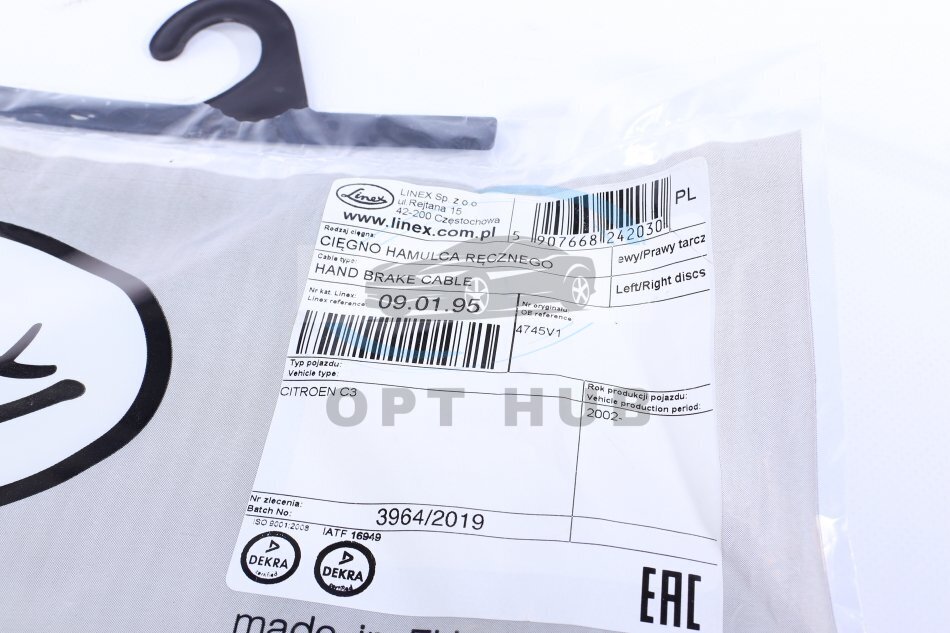 Linex
LINEX Sp. z o.o
ul.Rejtana 15
42-200 Częstochowa
www.linex.com.pl
5 907668 242030
PL
Rodzaj cięgna:
CIĘGNO HAMULCA RĘCZNEGO
ewy/Prawy tarcz
Cable type:
HAND BRAKE CABLE
Left/Right discs
Nr kat. Linex:
Linex reference
09.01.95
Nr oryginału
OE reference
4745V1
Typ pojazdu:
Vehicle type:
CITROEN C3
Rok produkcji pojazdu:
Vehicle production period:
2002-
OPT HUB
Nr zlecenia:
Batch No:
3964/2019
ISO 9001:2008
IATF 16949
DEKRA
DEKRA
EAC
made in